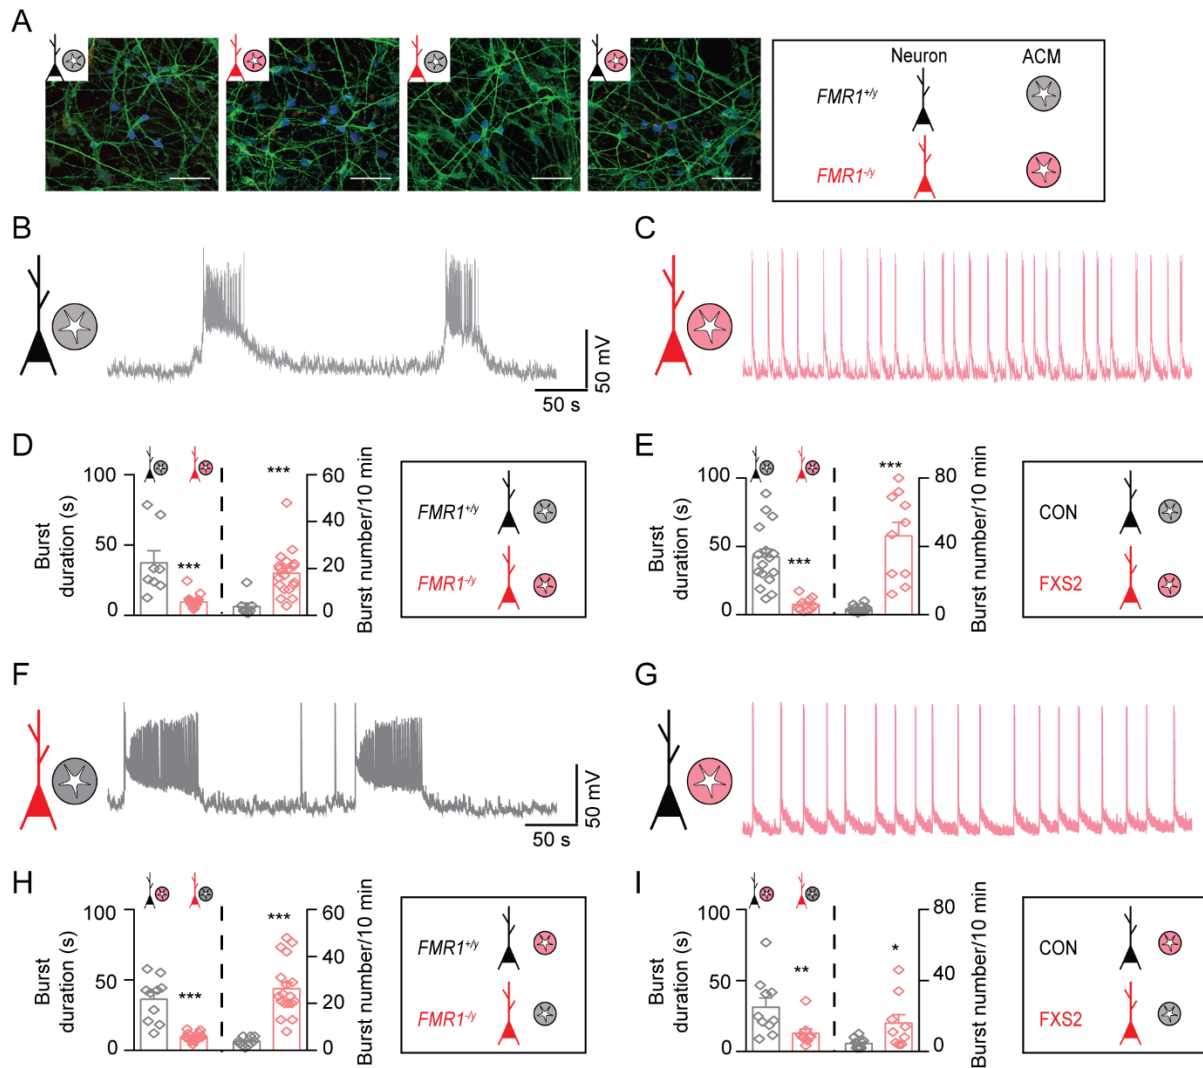 A
Neuron ACM
FMR1+/y
FMR1-/y
B
C
50 mV
50 s
D
E
***
***
100
50
0
Burst
duration (s)
60
40
20
0
Burst number/10 min
FMR1+/y
FMR1-/y
***
***
100
50
0
Burst
duration (s)
80
40
0
Burst number/10 min
CON
FXS2
F
G
50 mV
50 s
H
I
***
***
100
50
0
Burst
duration (s)
60
40
20
0
Burst number/10 min
FMR1+/y
FMR1-/y
**
*
100
50
0
Burst
duration (s)
80
40
0
Burst number/10 min
CON
FXS2